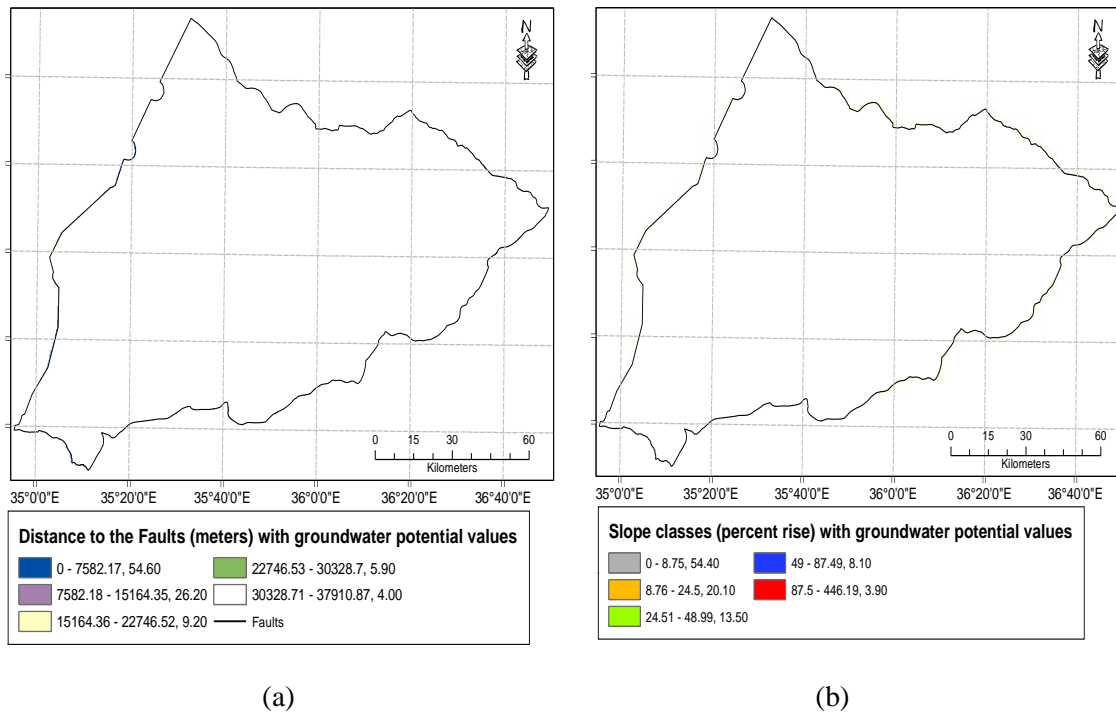 N
0 15 30 60
Kilometers
35°0'0"E 35°20'0"E 35°40'0"E 36°0'0"E 36°20'0"E 36°40'0"E
Distance to the Faults (meters) with groundwater potential values
0 - 7582.17, 54.60
7582.18 - 15164.35, 26.20
15164.36 - 22746.52, 9.20
22746.53 - 30328.7, 5.90
30328.71 - 37910.87, 4.00
Faults
(a)
N
0 15 30 60
Kilometers
35°0'0"E 35°20'0"E 35°40'0"E 36°0'0"E 36°20'0"E 36°40'0"E
Slope classes (percent rise) with groundwater potential values
0 - 8.75, 54.40
8.76 - 24.5, 20.10
24.51 - 48.99, 13.50
49 - 87.49, 8.10
87.5 - 446.19, 3.90
(b)